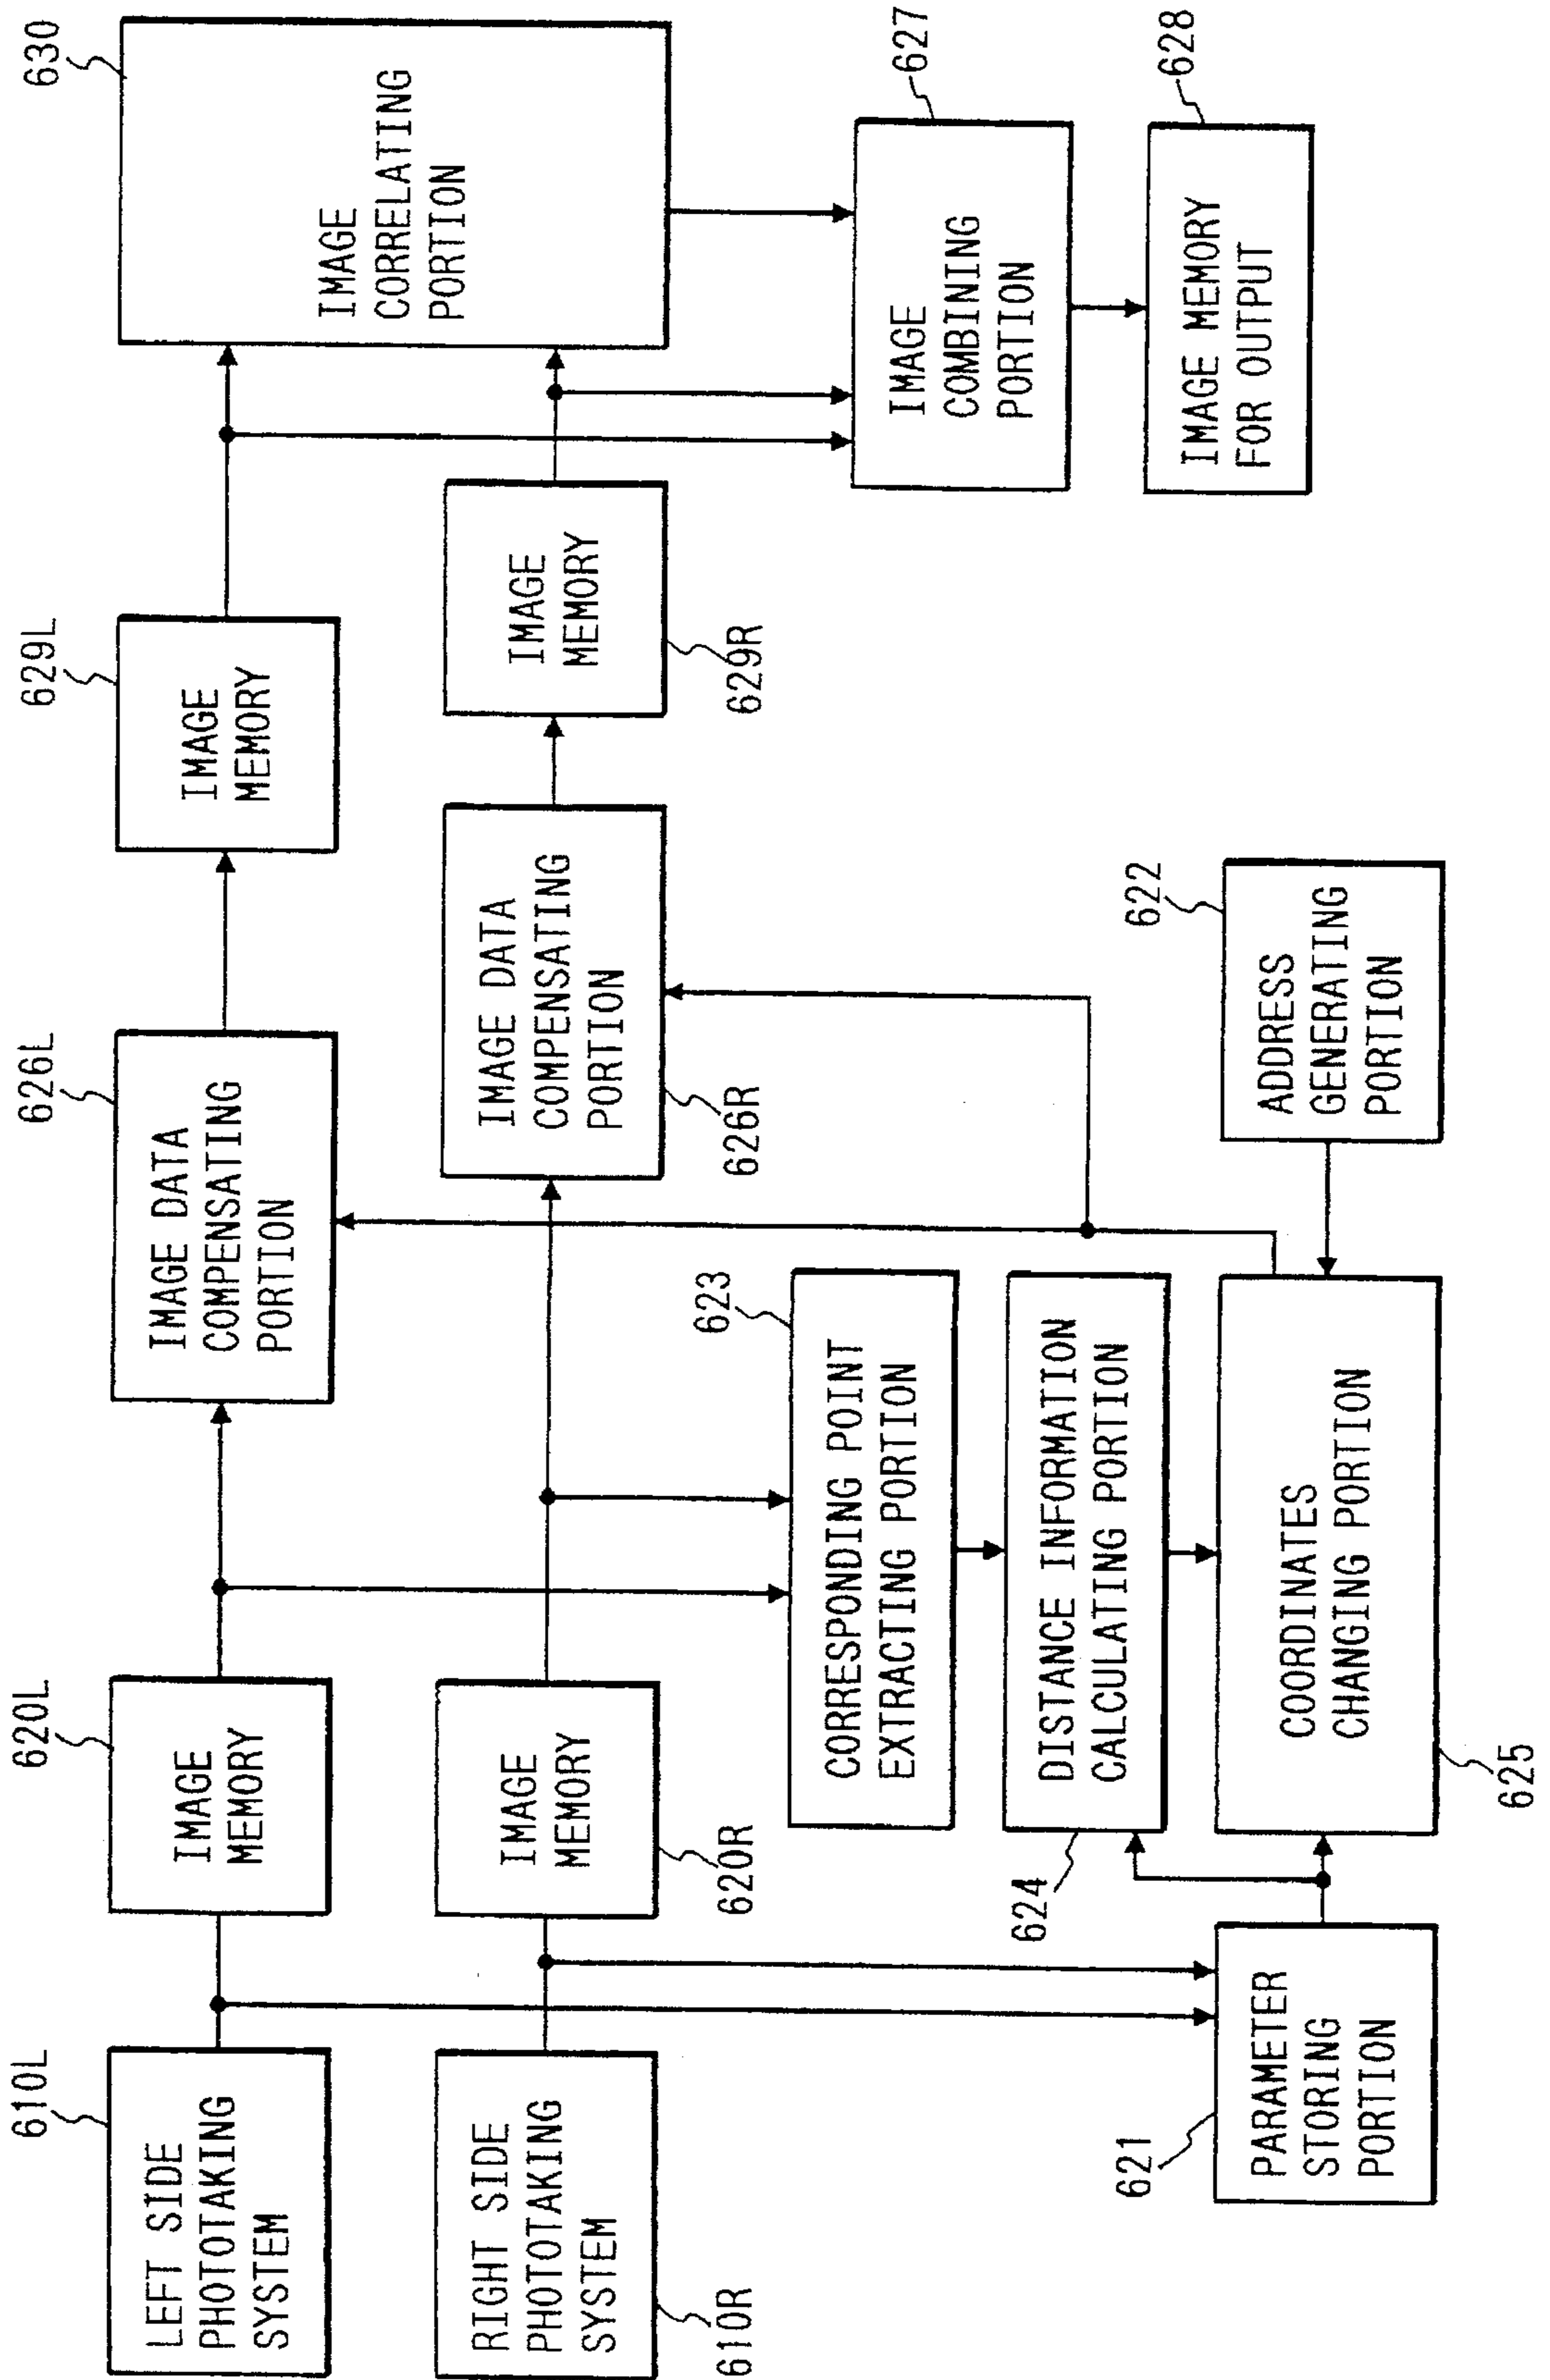 610L
LEFT SIDE
PHOTOTAKING
SYSTEM
620L
IMAGE
MEMORY
626L
IMAGE DATA
COMPENSATING
PORTION
629L
IMAGE
MEMORY
630
IMAGE
CORRELATING
PORTION
RIGHT SIDE
PHOTOTAKING
SYSTEM
610R
IMAGE
MEMORY
620R
IMAGE DATA
COMPENSATING
PORTION
626R
IMAGE
MEMORY
629R
623
CORRESPONDING POINT
EXTRACTING PORTION
627
IMAGE
COMBINING
PORTION
624
DISTANCE INFORMATION
CALCULATING PORTION
628
IMAGE MEMORY
FOR OUTPUT
621
PARAMETER
STORING
PORTION
COORDINATES
CHANGING PORTION
625
622
ADDRESS
GENERATING
PORTION